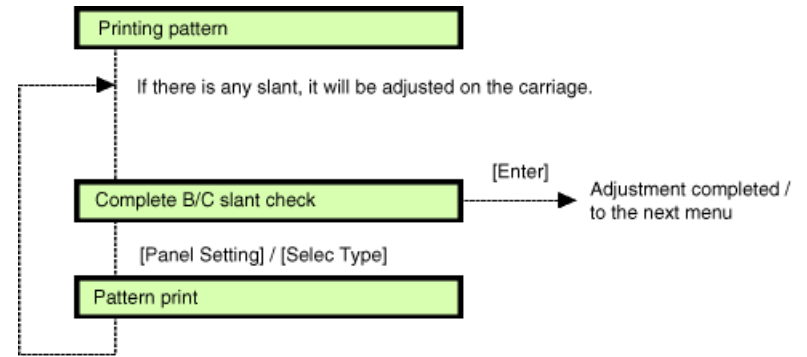 Printing pattern
If there is any slant, it will be adjusted on the carriage.
[Enter]
Complete B/C slant check
Adjustment completed /
to the next menu
[Panel Setting] / [Selec Type]
Pattern print